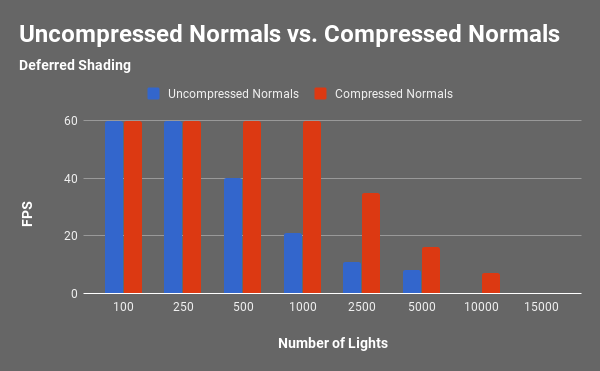 Uncompressed Normals vs. Compressed Normals
Deferred Shading
Uncompressed Normals Compressed Normals
60
40
20
0
FPS
100 250 500 1000 2500 5000 10000 15000
Number of Lights